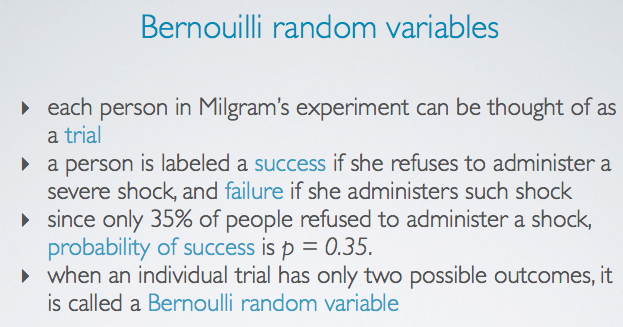 Bernouilli random variables
‣ each person in Milgram's experiment can be thought of as
a trial
‣ a person is labeled a success if she refuses to administer a
severe shock, and failure if she administers such shock
‣ since only 35% of people refused to administer a shock,
probability of success is p = 0.35.
‣ when an individual trial has only two possible outcomes, it
is called a Bernoulli random variable